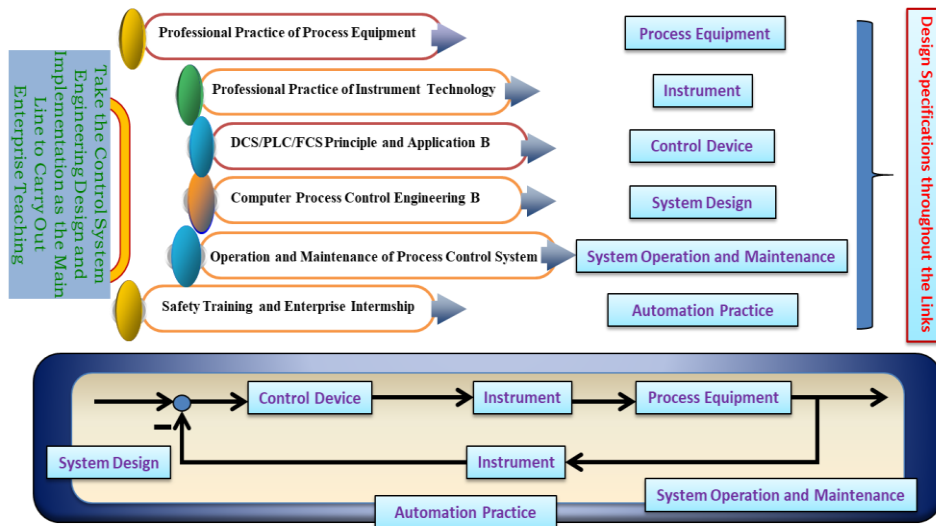 Take the Control System
Engineering Design and
Implementation as the Main
Line to Carry Out
Enterprise Teaching
Professional Practice of Process Equipment
Process Equipment
Professional Practice of Instrument Technology
Instrument
DCS/PLC/FCS Principle and Application B
Control Device
Computer Process Control Engineering B
System Design
Operation and Maintenance of Process Control System
System Operation and Maintenance
Safety Training and Enterprise Internship
Automation Practice
Design Specifications throughout the Links
Control Device
Instrument
Process Equipment
System Design
Instrument
System Operation and Maintenance
Automation Practice